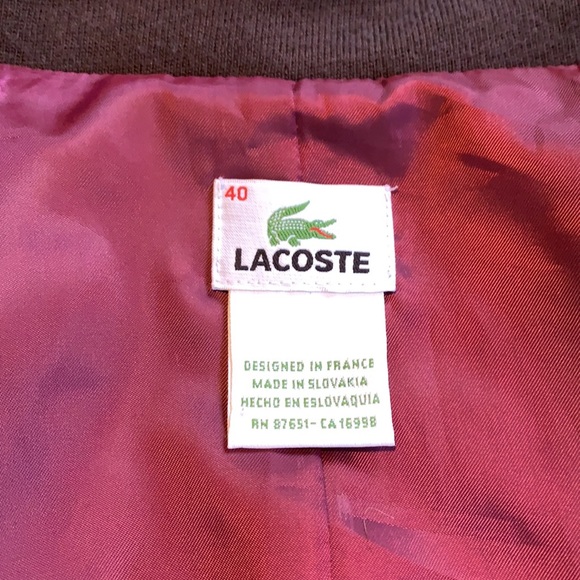 40
LACOSTE
DESIGNED IN FRANCE
MADE IN SLOVAKIA
HECHO EN ESLOVAQUIA
RN 87651-CA 16998